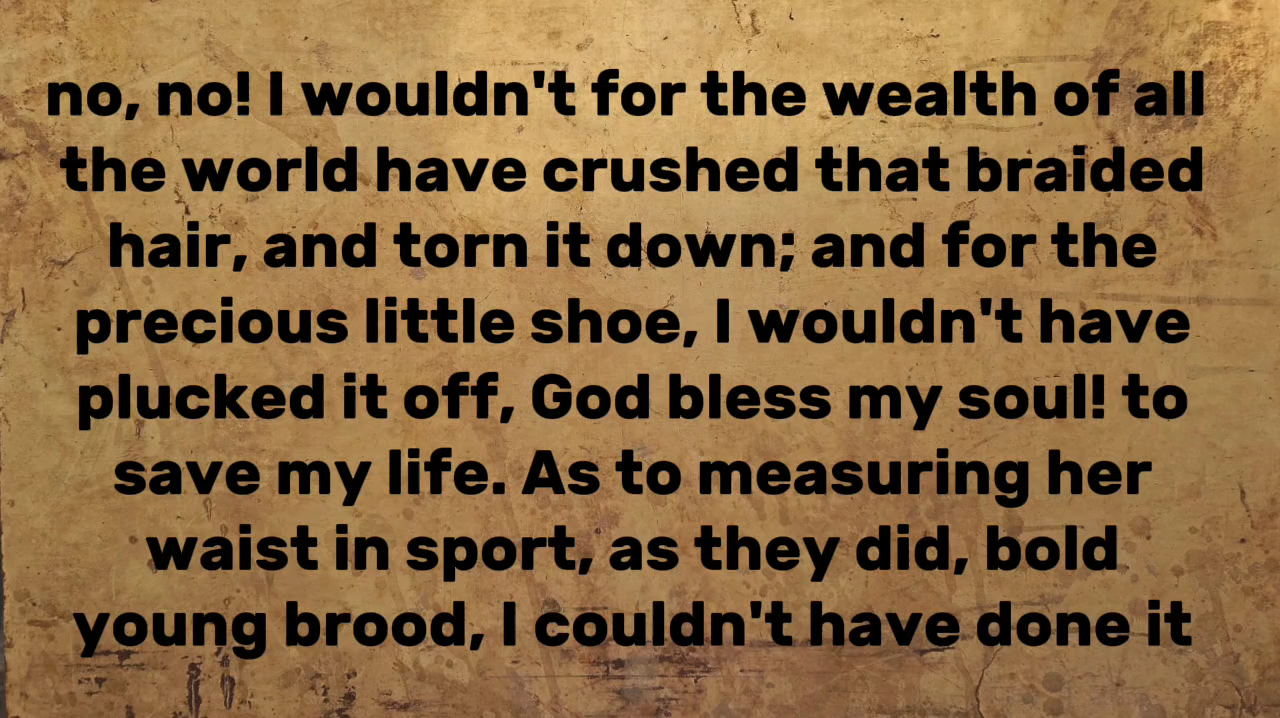 no, no! I wouldn't for the wealth of all
the world have crushed that braided
hair, and torn it down; and for the
precious little shoe, I wouldn't have
plucked it off, God bless my soul! to
save my life. As to measuring her
waist in sport, as they did, bold
young brood, I couldn't have done it